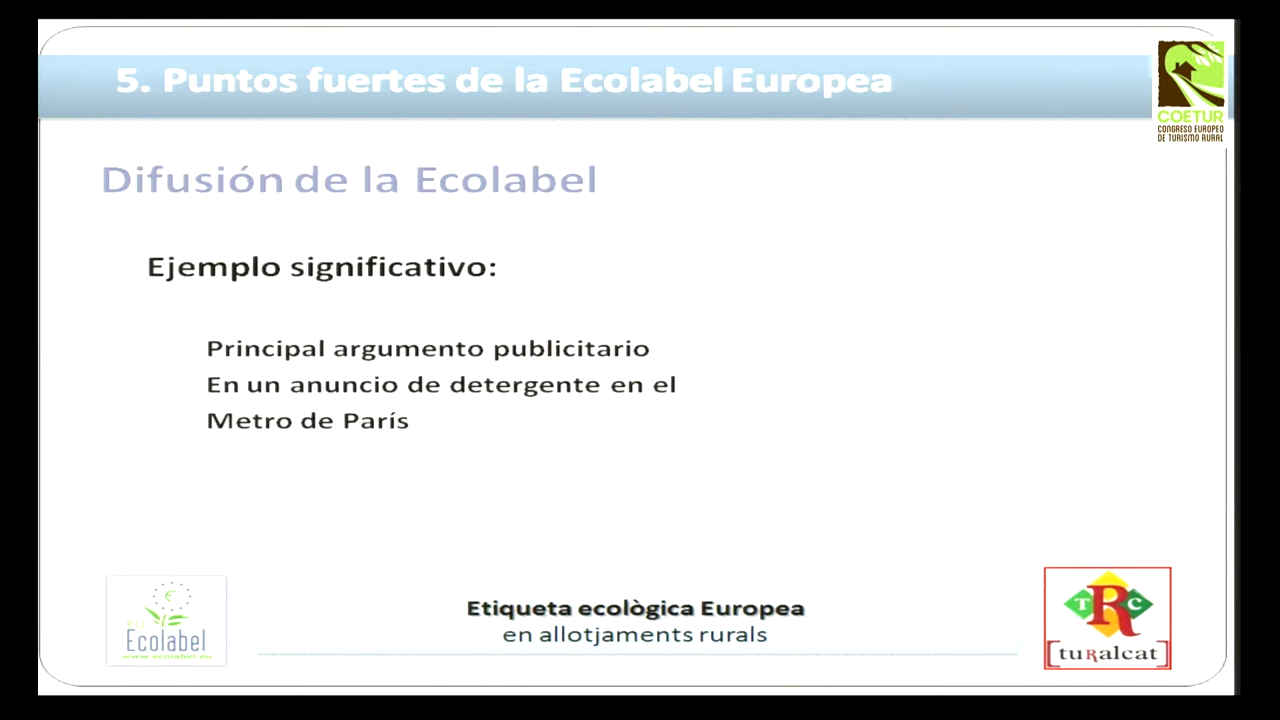 5. Puntos fuertes de la Ecolabel Europea
COETUR
CONGRESO EUROPEO
DE TURISMO RURAL
Difusión de la Ecolabel
Ejemplo significativo:
Principal argumento publicitario
En un anuncio de detergente en el
Metro de París
Ecolabel
Etiqueta ecològica Europea
en allotjaments rurals
TRC
[tuRalcat]